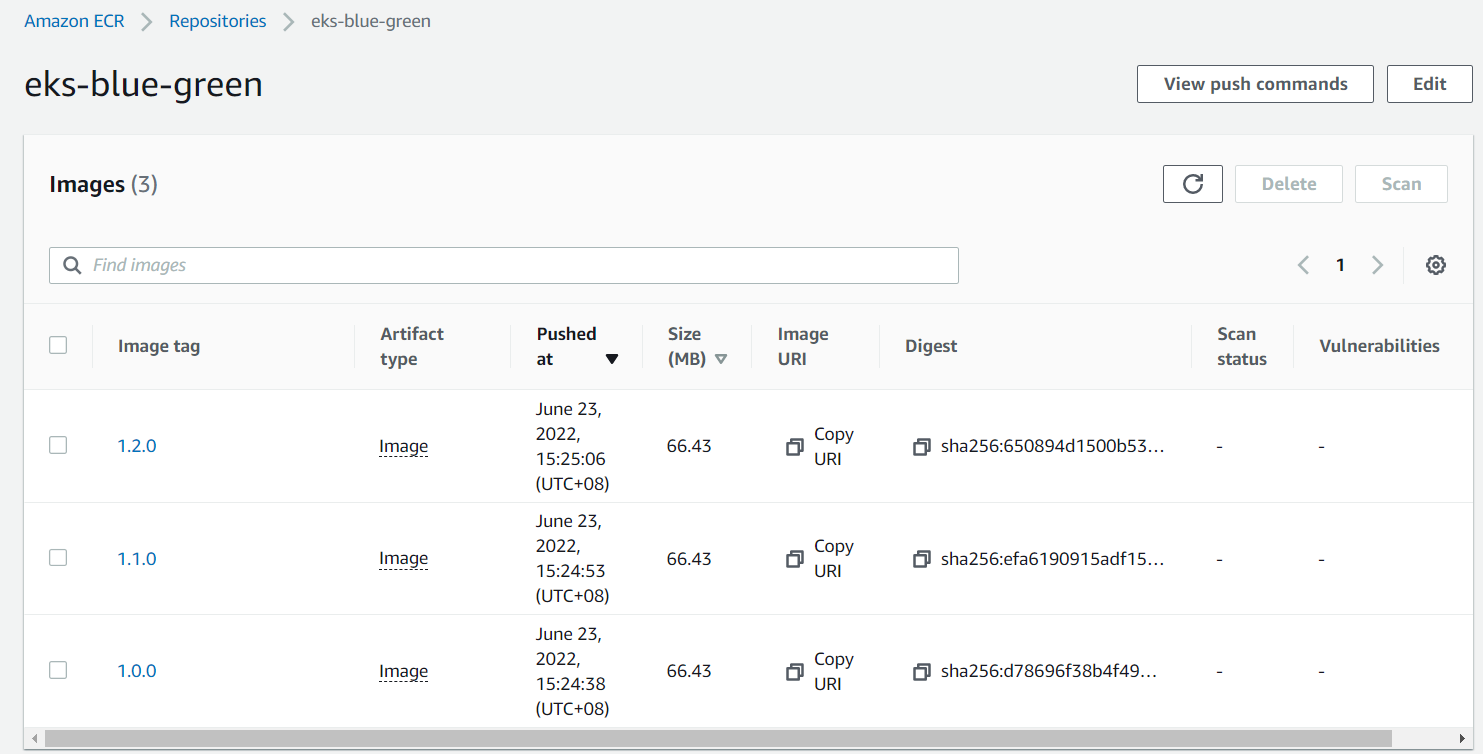 Amazon ECR > Repositories > eks-blue-green
eks-blue-green
View push commands
Edit
Images (3)
Delete
Scan
Find images
1
Image tag
Artifact
type
Pushed
at
Size
(MB)
Image
URI
Digest
Scan
status
Vulnerabilities
1.2.0
Image
June 23,
2022,
15:25:06
(UTC+08)
66.43
Copy
URI
sha256:650894d1500b53...
-
-
1.1.0
Image
June 23,
2022,
15:24:53
(UTC+08)
66.43
Copy
URI
sha256:efa6190915adf15...
-
-
1.0.0
Image
June 23,
2022,
15:24:38
(UTC+08)
66.43
Copy
URI
sha256:d78696f38b4f49...
-
-